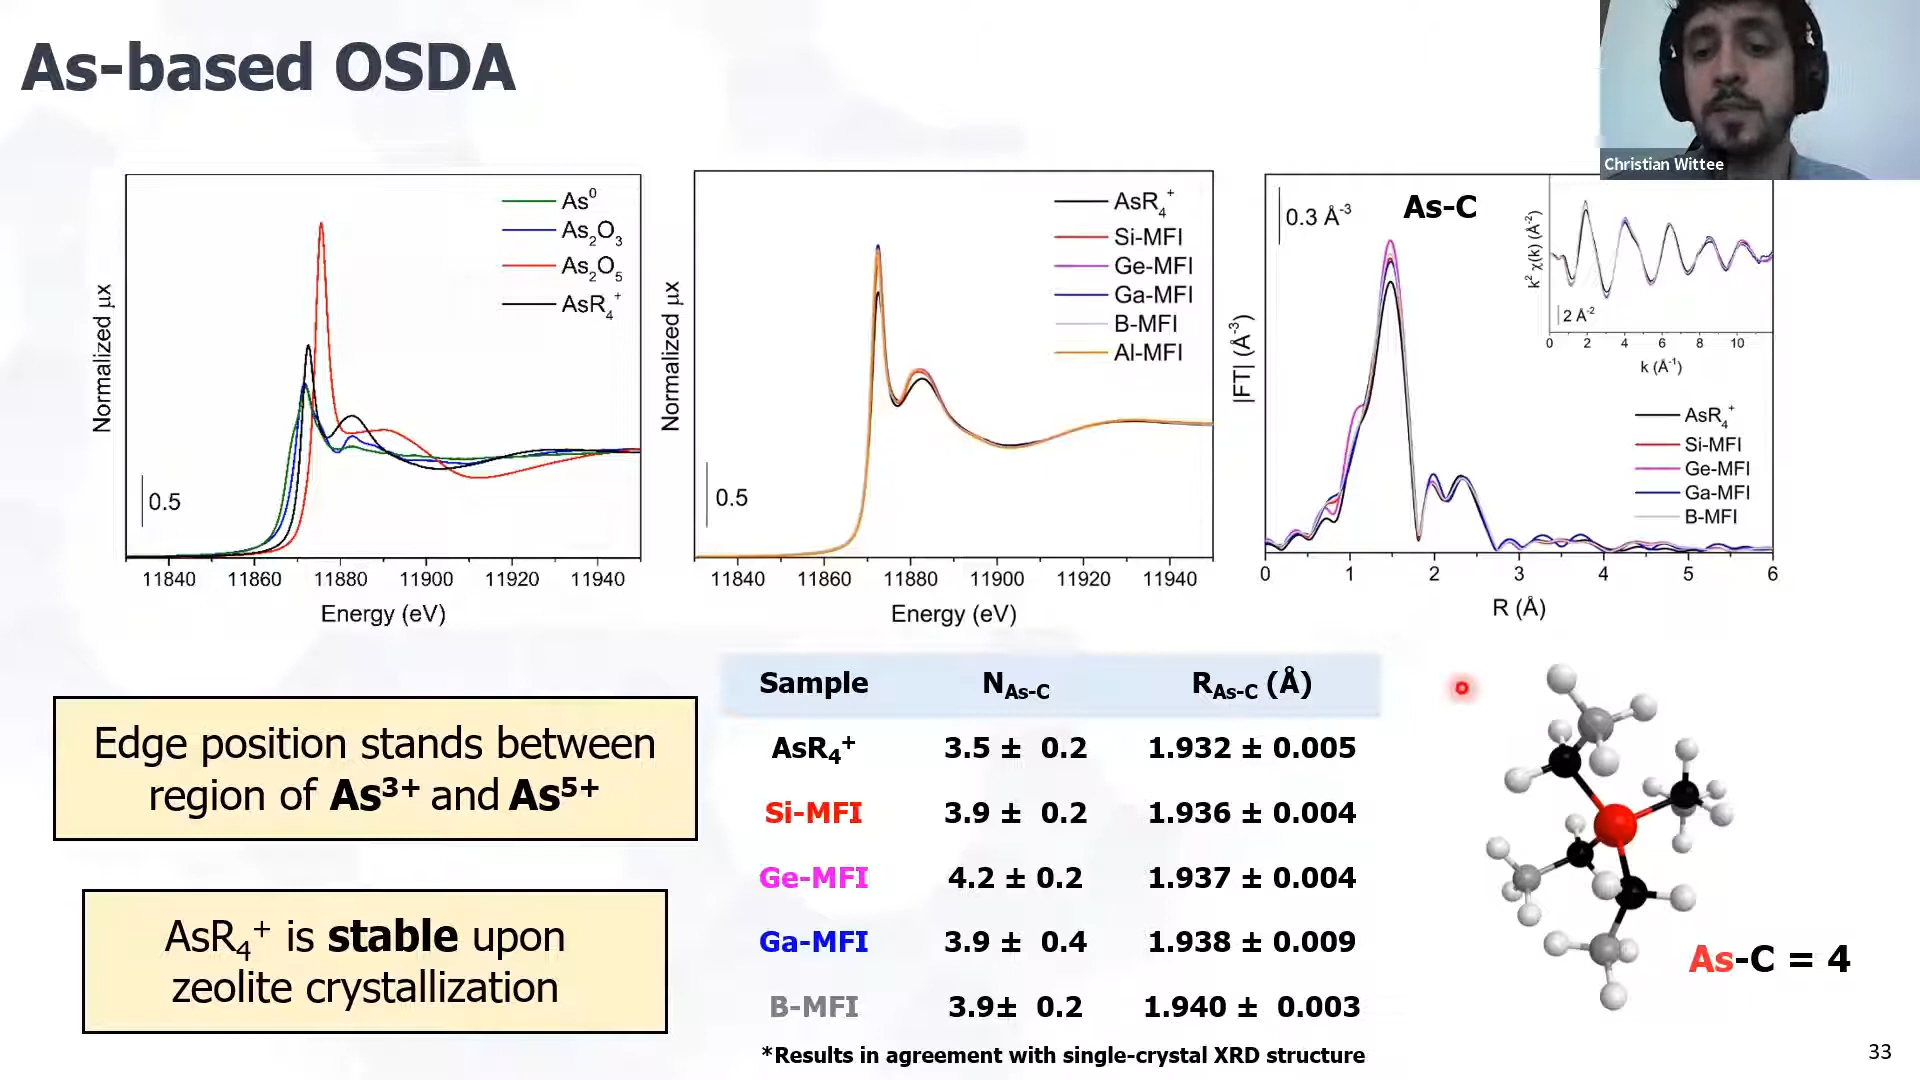 As-based OSDA
Christian Wittee
Normalized μx
As⁰
As₂O₃
As₂O₅
AsR₄⁺
0.5
11840 11860 11880 11900 11920 11940
Energy (eV)
Normalized μx
AsR₄⁺
Si-MFI
Ge-MFI
Ga-MFI
B-MFI
Al-MFI
0.5
11840 11860 11880 11900 11920 11940
Energy (eV)
|FT| (Å⁻³)
0.3 Å⁻³
As-C
k² χ(k) (Å⁻²)
2 Å⁻²
0 2 4 6 8 10
k (Å⁻¹)
AsR₄⁺
Si-MFI
Ge-MFI
Ga-MFI
B-MFI
0 1 2 3 4 5 6
R (Å)
Edge position stands between
region of As³⁺ and As⁵⁺
AsR₄⁺ is stable upon
zeolite crystallization
Sample N_As-C R_As-C (Å)
AsR₄⁺ 3.5 ± 0.2 1.932 ± 0.005
Si-MFI 3.9 ± 0.2 1.936 ± 0.004
Ge-MFI 4.2 ± 0.2 1.937 ± 0.004
Ga-MFI 3.9 ± 0.4 1.938 ± 0.009
B-MFI 3.9± 0.2 1.940 ± 0.003
*Results in agreement with single-crystal XRD structure
As-C = 4
33